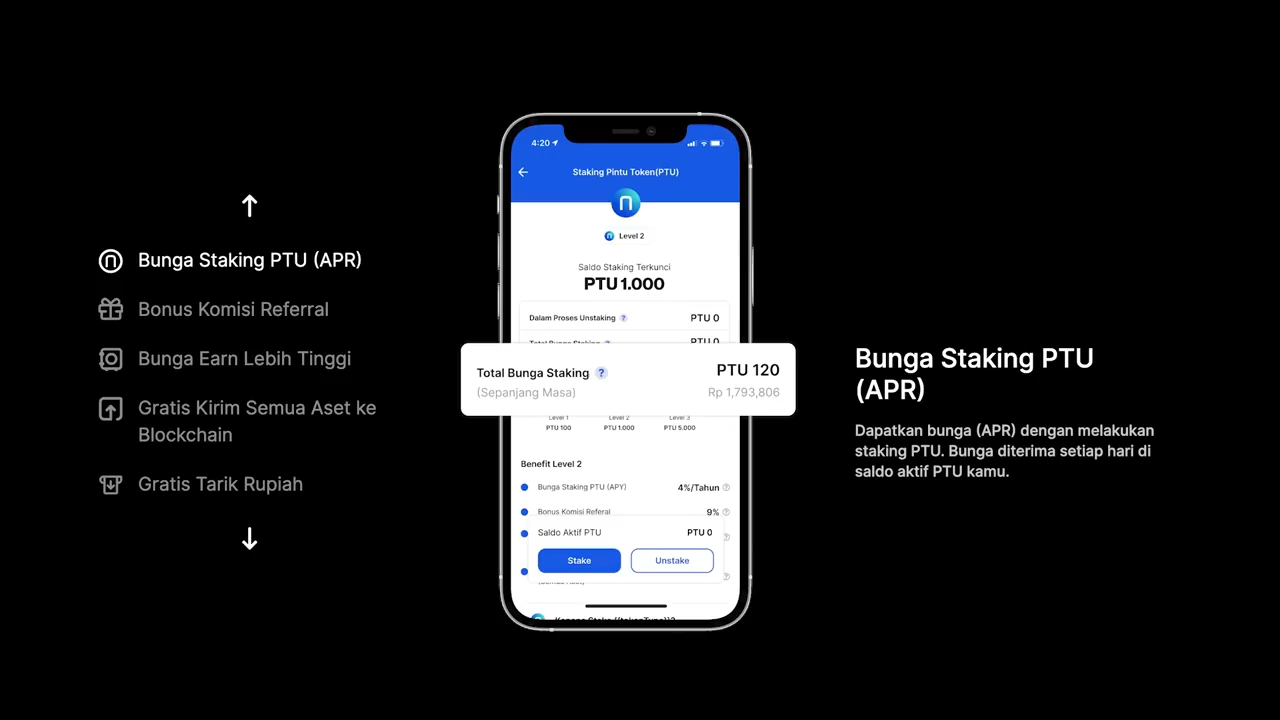 Bunga Staking PTU (APR)
Bonus Komisi Referral
Bunga Earn Lebih Tinggi
Gratis Kirim Semua Aset ke
Blockchain
Gratis Tarik Rupiah
4:20
Staking Pintu Token(PTU)
Level 2
Saldo Staking Terkunci
PTU 1.000
Dalam Proses Unstaking ? PTU 0
Total Bunga Staking ? PTU 0
Total Bunga Staking ? PTU 120
(Sepanjang Masa) Rp 1,793,806
Level 1 Level 2 Level 3
PTU 100 PTU 1.000 PTU 5.000
Benefit Level 2
Bunga Staking PTU (APY) 4%/Tahun ?
Bonus Komisi Referal 9% ?
Saldo Aktif PTU PTU 0
Stake Unstake
Bunga Staking PTU
(APR)
Dapatkan bunga (APR) dengan melakukan
staking PTU. Bunga diterima setiap hari di
saldo aktif PTU kamu.